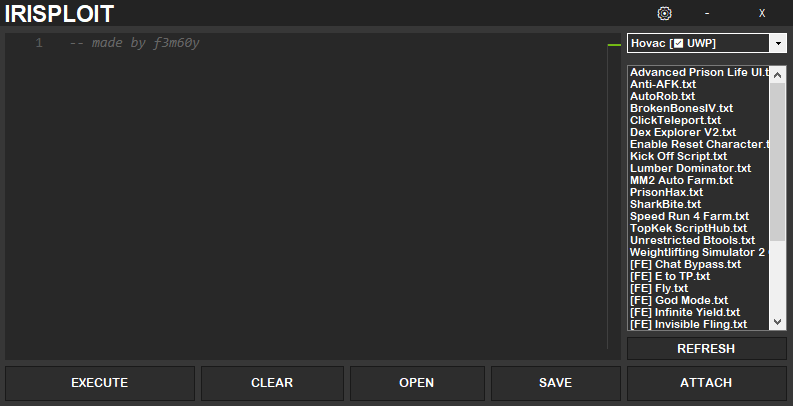 IRISPLOIT
- X
1 -- made by f3m60y
Hovac [☑ UWP]
Advanced Prison Life UI.t
Anti-AFK.txt
AutoRob.txt
BrokenBonesIV.txt
ClickTeleport.txt
Dex Explorer V2.txt
Enable Reset Character.t
Kick Off Script.txt
Lumber Dominator.txt
MM2 Auto Farm.txt
PrisonHax.txt
SharkBite.txt
Speed Run 4 Farm.txt
TopKek ScriptHub.txt
Unrestricted Btools.txt
Weightlifting Simulator 2
[FE] Chat Bypass.txt
[FE] E to TP.txt
[FE] Fly.txt
[FE] God Mode.txt
[FE] Infinite Yield.txt
[FE] Invisible Fling.txt
REFRESH
EXECUTE CLEAR OPEN SAVE ATTACH